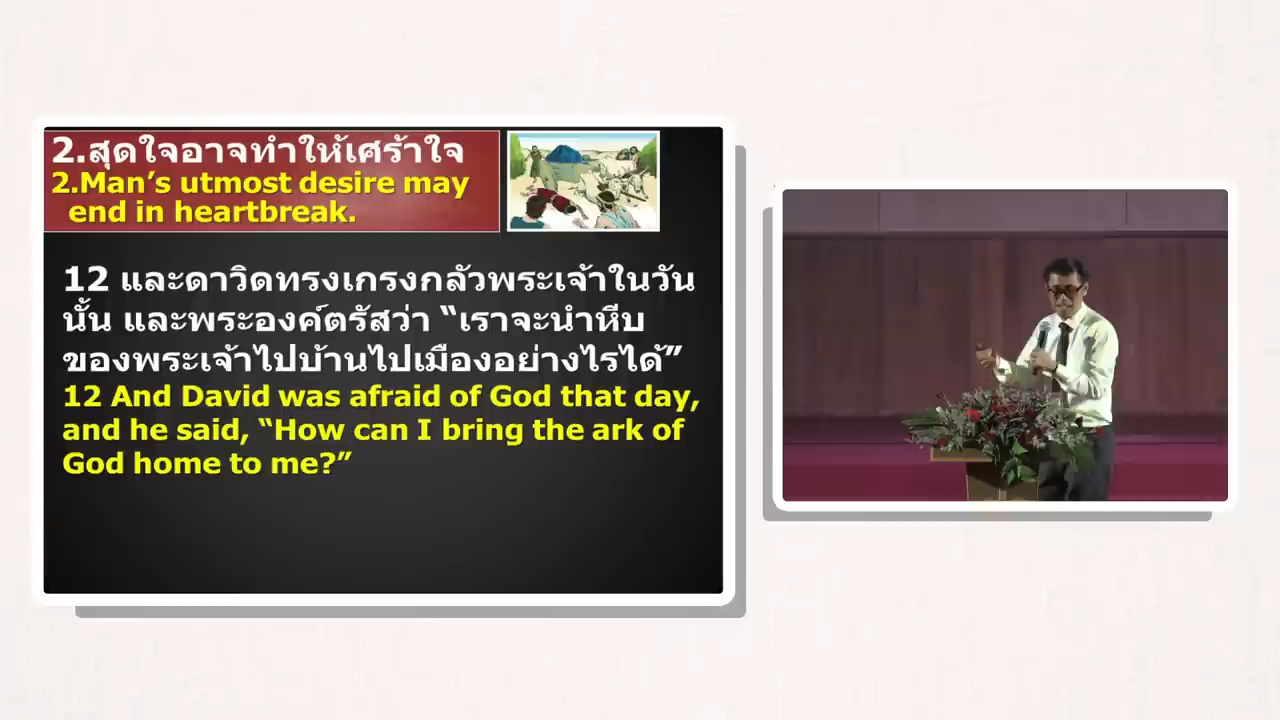 2.สุดใจอาจทำให้เศร้าใจ
2.Man’s utmost desire may
end in heartbreak.
12 และดาวิดทรงเกรงกลัวพระเจ้าในวัน
นั้น และพระองค์ตรัสว่า “เราจะนำหีบ
ของพระเจ้าไปบ้านไปเมืองอย่างไรได้”
12 And David was afraid of God that day,
and he said, “How can I bring the ark of
God home to me?”